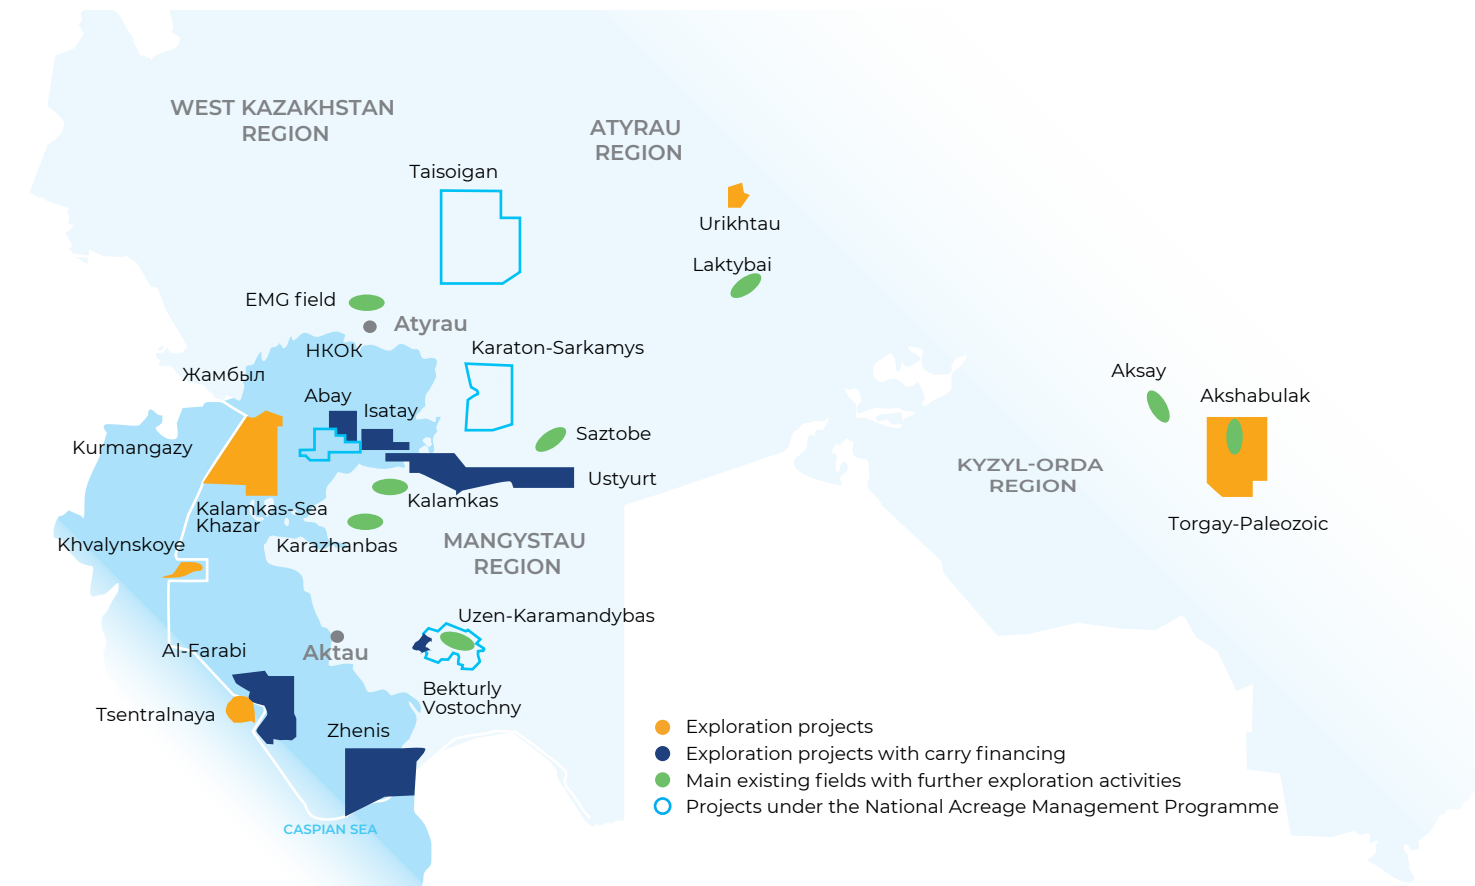 WEST KAZAKHSTAN
REGION
ATYRAU
REGION
Taisoigan
Urikhtau
Laktybai
EMG field
Atyrau
НКОК
Karaton-Sarkamys
Жамбыл
Abay
Isatay
Aksay
Akshabulak
Kurmangazy
Saztobe
KYZYL-ORDA
REGION
Ustyurt
Kalamkas
Kalamkas-Sea
Khazar
Torgay-Paleozoic
Khvalynskoye
Karazhanbas
MANGYSTAU
REGION
Uzen-Karamandybas
Al-Farabi
Aktau
Bekturly
Vostochny
Tsentralnaya
Zhenis
CASPIAN SEA
Exploration projects
Exploration projects with carry financing
Main existing fields with further exploration activities
Projects under the National Acreage Management Programme